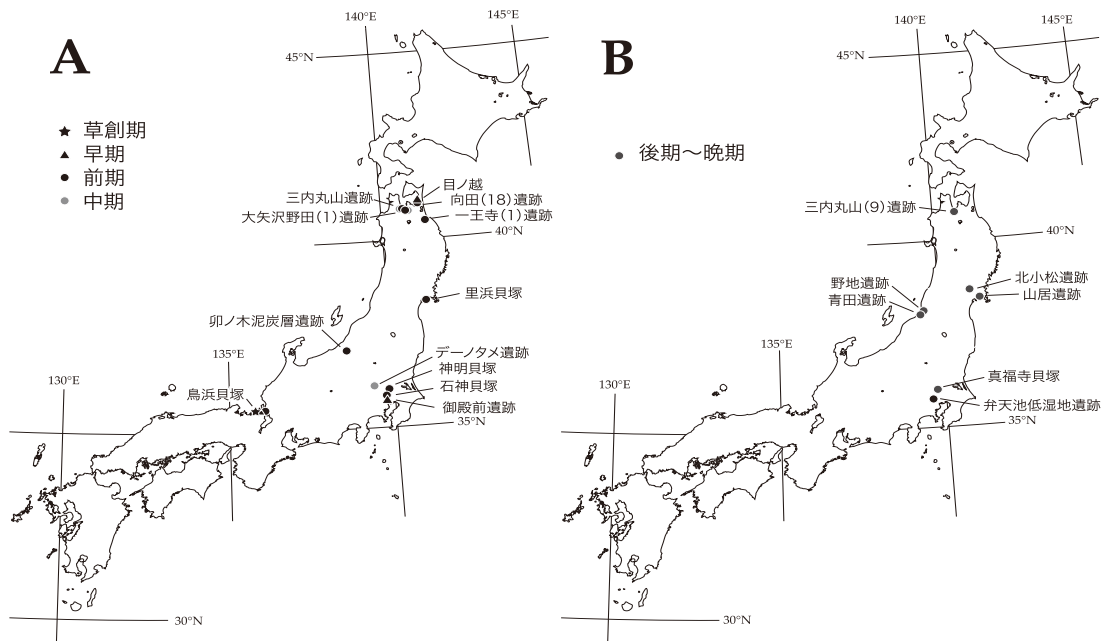 A
140°E
145°E
45°N
草創期
早期
前期
中期
目ノ越
三内丸山遺跡
向田(18)遺跡
大矢沢野田(1)遺跡
一王寺(1)遺跡
40°N
里浜貝塚
卯ノ木泥炭層遺跡
デーノタメ遺跡
135°E
神明貝塚
130°E
鳥浜貝塚
石神貝塚
御殿前遺跡
35°N
30°N
B
140°E
145°E
45°N
後期〜晩期
三内丸山(9)遺跡
40°N
野地遺跡
北小松遺跡
青田遺跡
山居遺跡
135°E
真福寺貝塚
130°E
弁天池低湿地遺跡
35°N
30°N